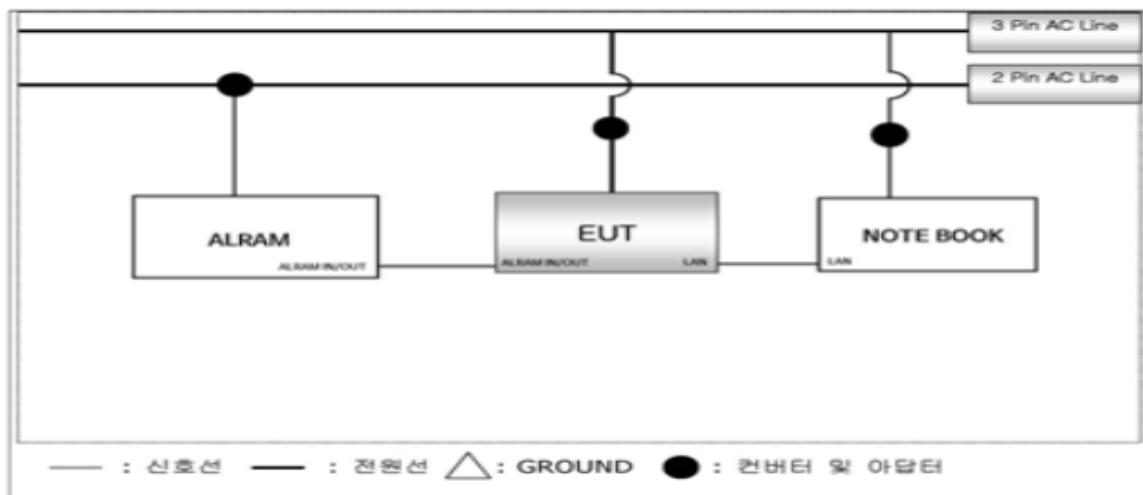 3 Pin AC Line
2 Pin AC Line
ALRAM
ALRAM IN/OUT
EUT
ALRAM IN/OUT LAN
NOTE BOOK
LAN
: 신호선 : 전원선 : GROUND : 컨버터 및 아답터